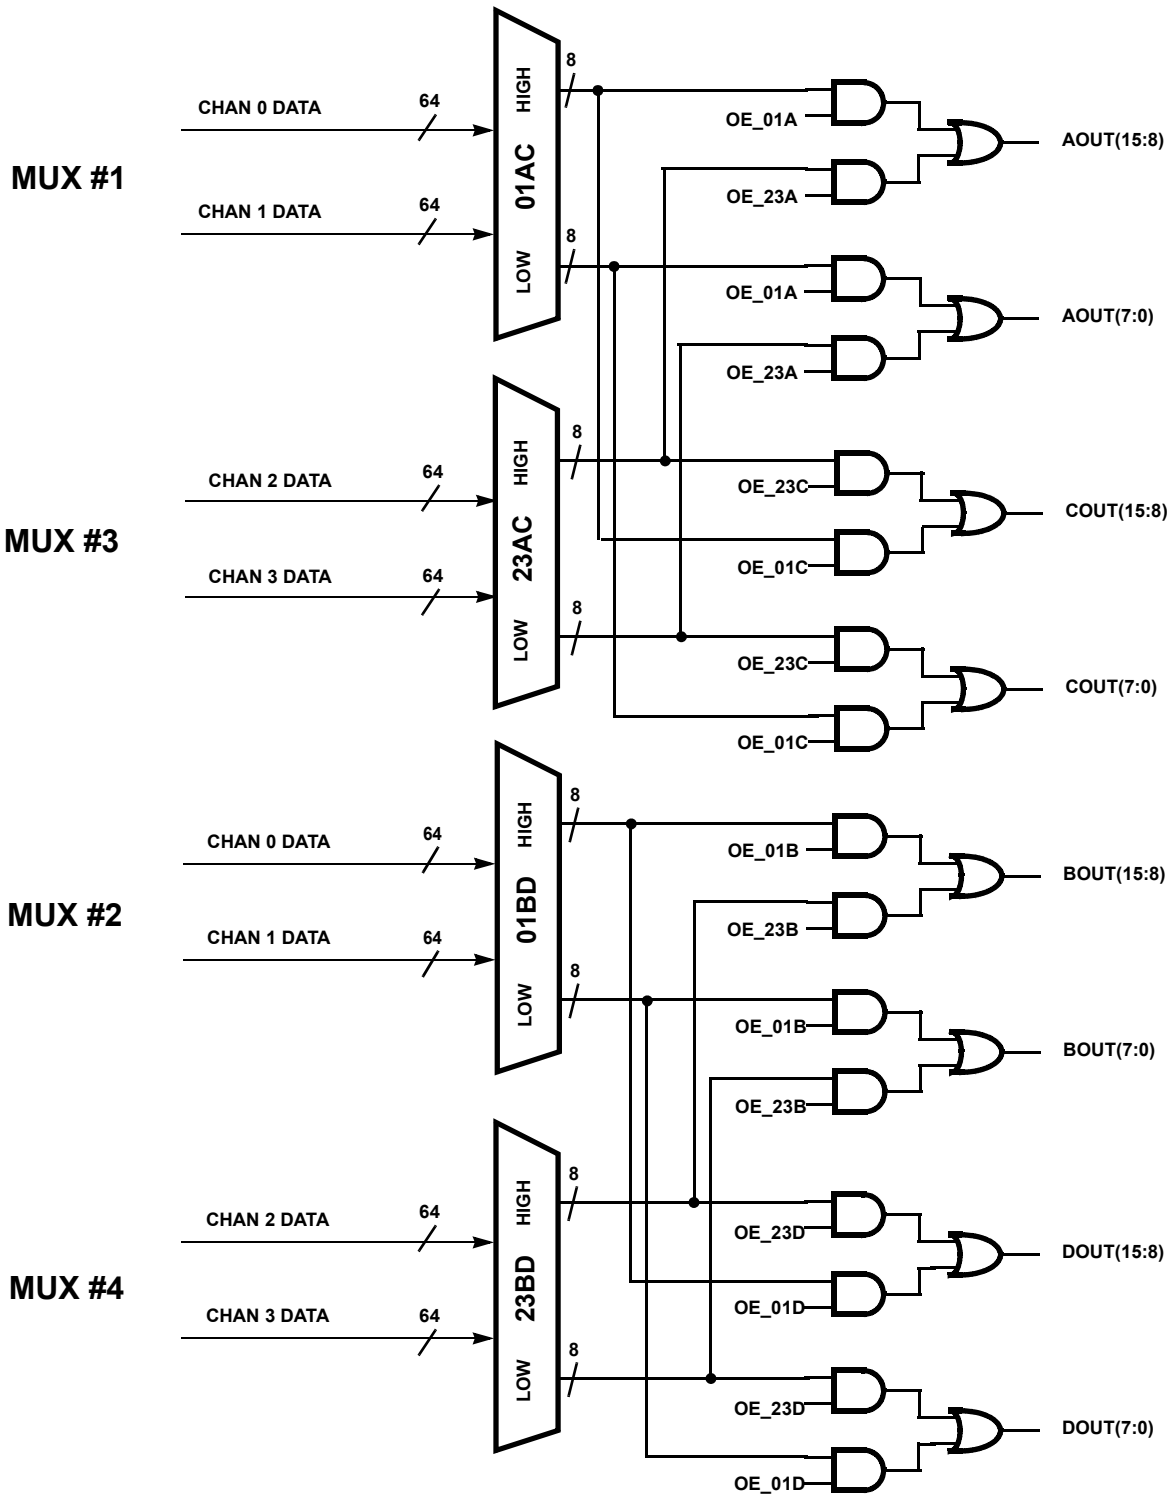 MUX #1
CHAN 0 DATA
64
CHAN 1 DATA
64
HIGH
01AC
LOW
8
8
OE_01A
OE_23A
AOUT(15:8)
OE_01A
OE_23A
AOUT(7:0)
MUX #3
CHAN 2 DATA
64
CHAN 3 DATA
64
HIGH
23AC
LOW
8
8
OE_23C
OE_01C
COUT(15:8)
OE_23C
OE_01C
COUT(7:0)
MUX #2
CHAN 0 DATA
64
CHAN 1 DATA
64
HIGH
01BD
LOW
8
8
OE_01B
OE_23B
BOUT(15:8)
OE_01B
OE_23B
BOUT(7:0)
MUX #4
CHAN 2 DATA
64
CHAN 3 DATA
64
HIGH
23BD
LOW
8
8
OE_23D
OE_01D
DOUT(15:8)
OE_23D
OE_01D
DOUT(7:0)